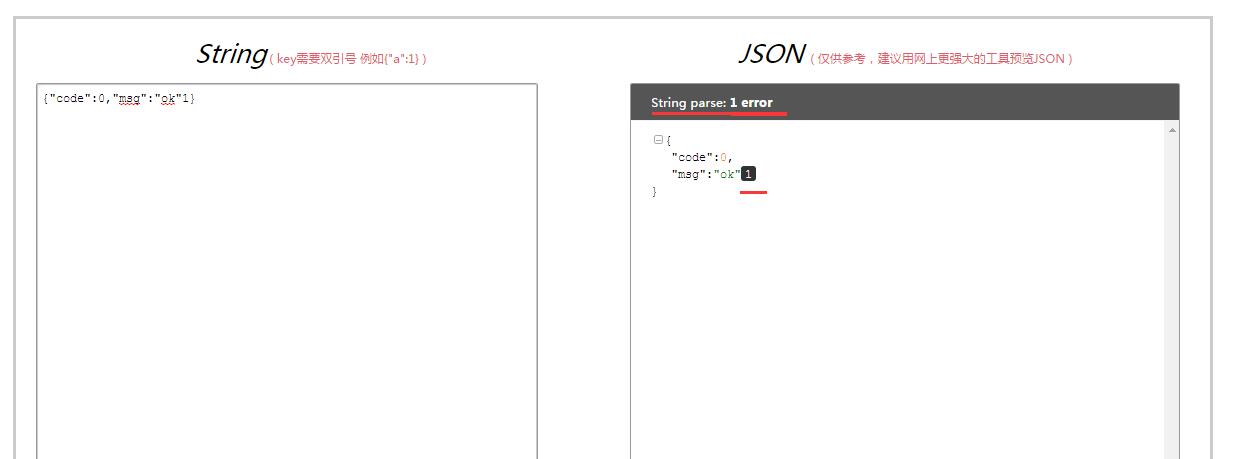 String ( key需要双引号 例如{"a":1} )
{"code":0,"msg":"ok"1}
JSON ( 仅供参考，建议用网上更强大的工具预览JSON )
String parse: 1 error
{
"code":0,
"msg":"ok"1
}